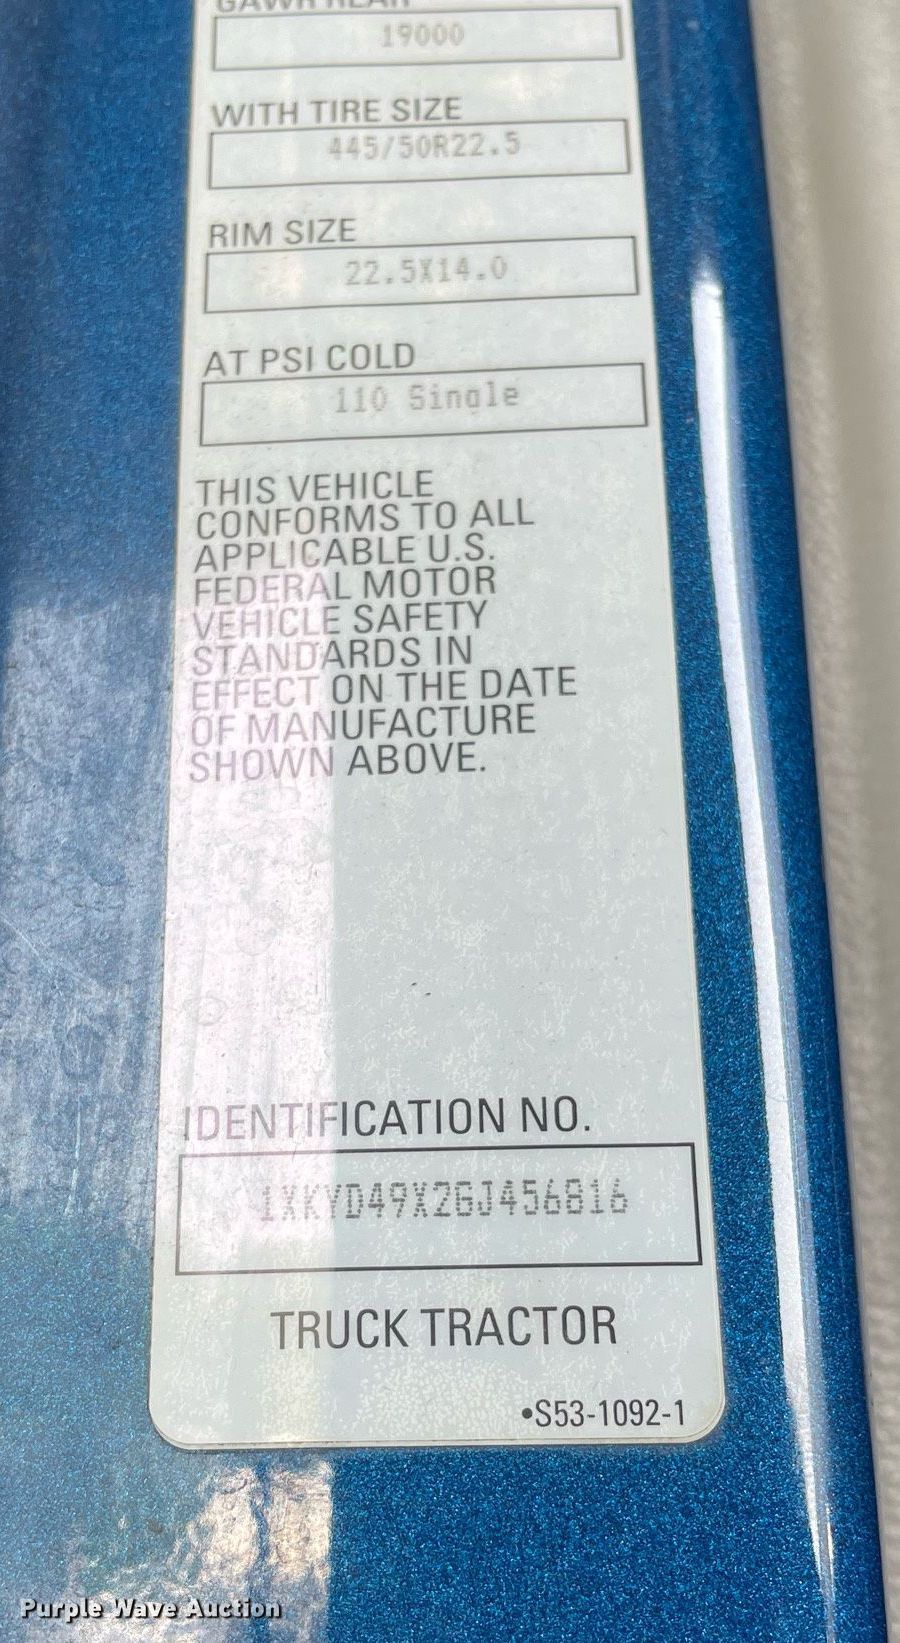 GAWR REAR
19000
WITH TIRE SIZE
445/50R22.5
RIM SIZE
22.5X14.0
AT PSI COLD
110 Single
THIS VEHICLE
CONFORMS TO ALL
APPLICABLE U.S.
FEDERAL MOTOR
VEHICLE SAFETY
STANDARDS IN
EFFECT ON THE DATE
OF MANUFACTURE
SHOWN ABOVE.
IDENTIFICATION NO.
1XKYD49X2GJ456816
TRUCK TRACTOR
•S53-1092-1
Purple Wave Auction